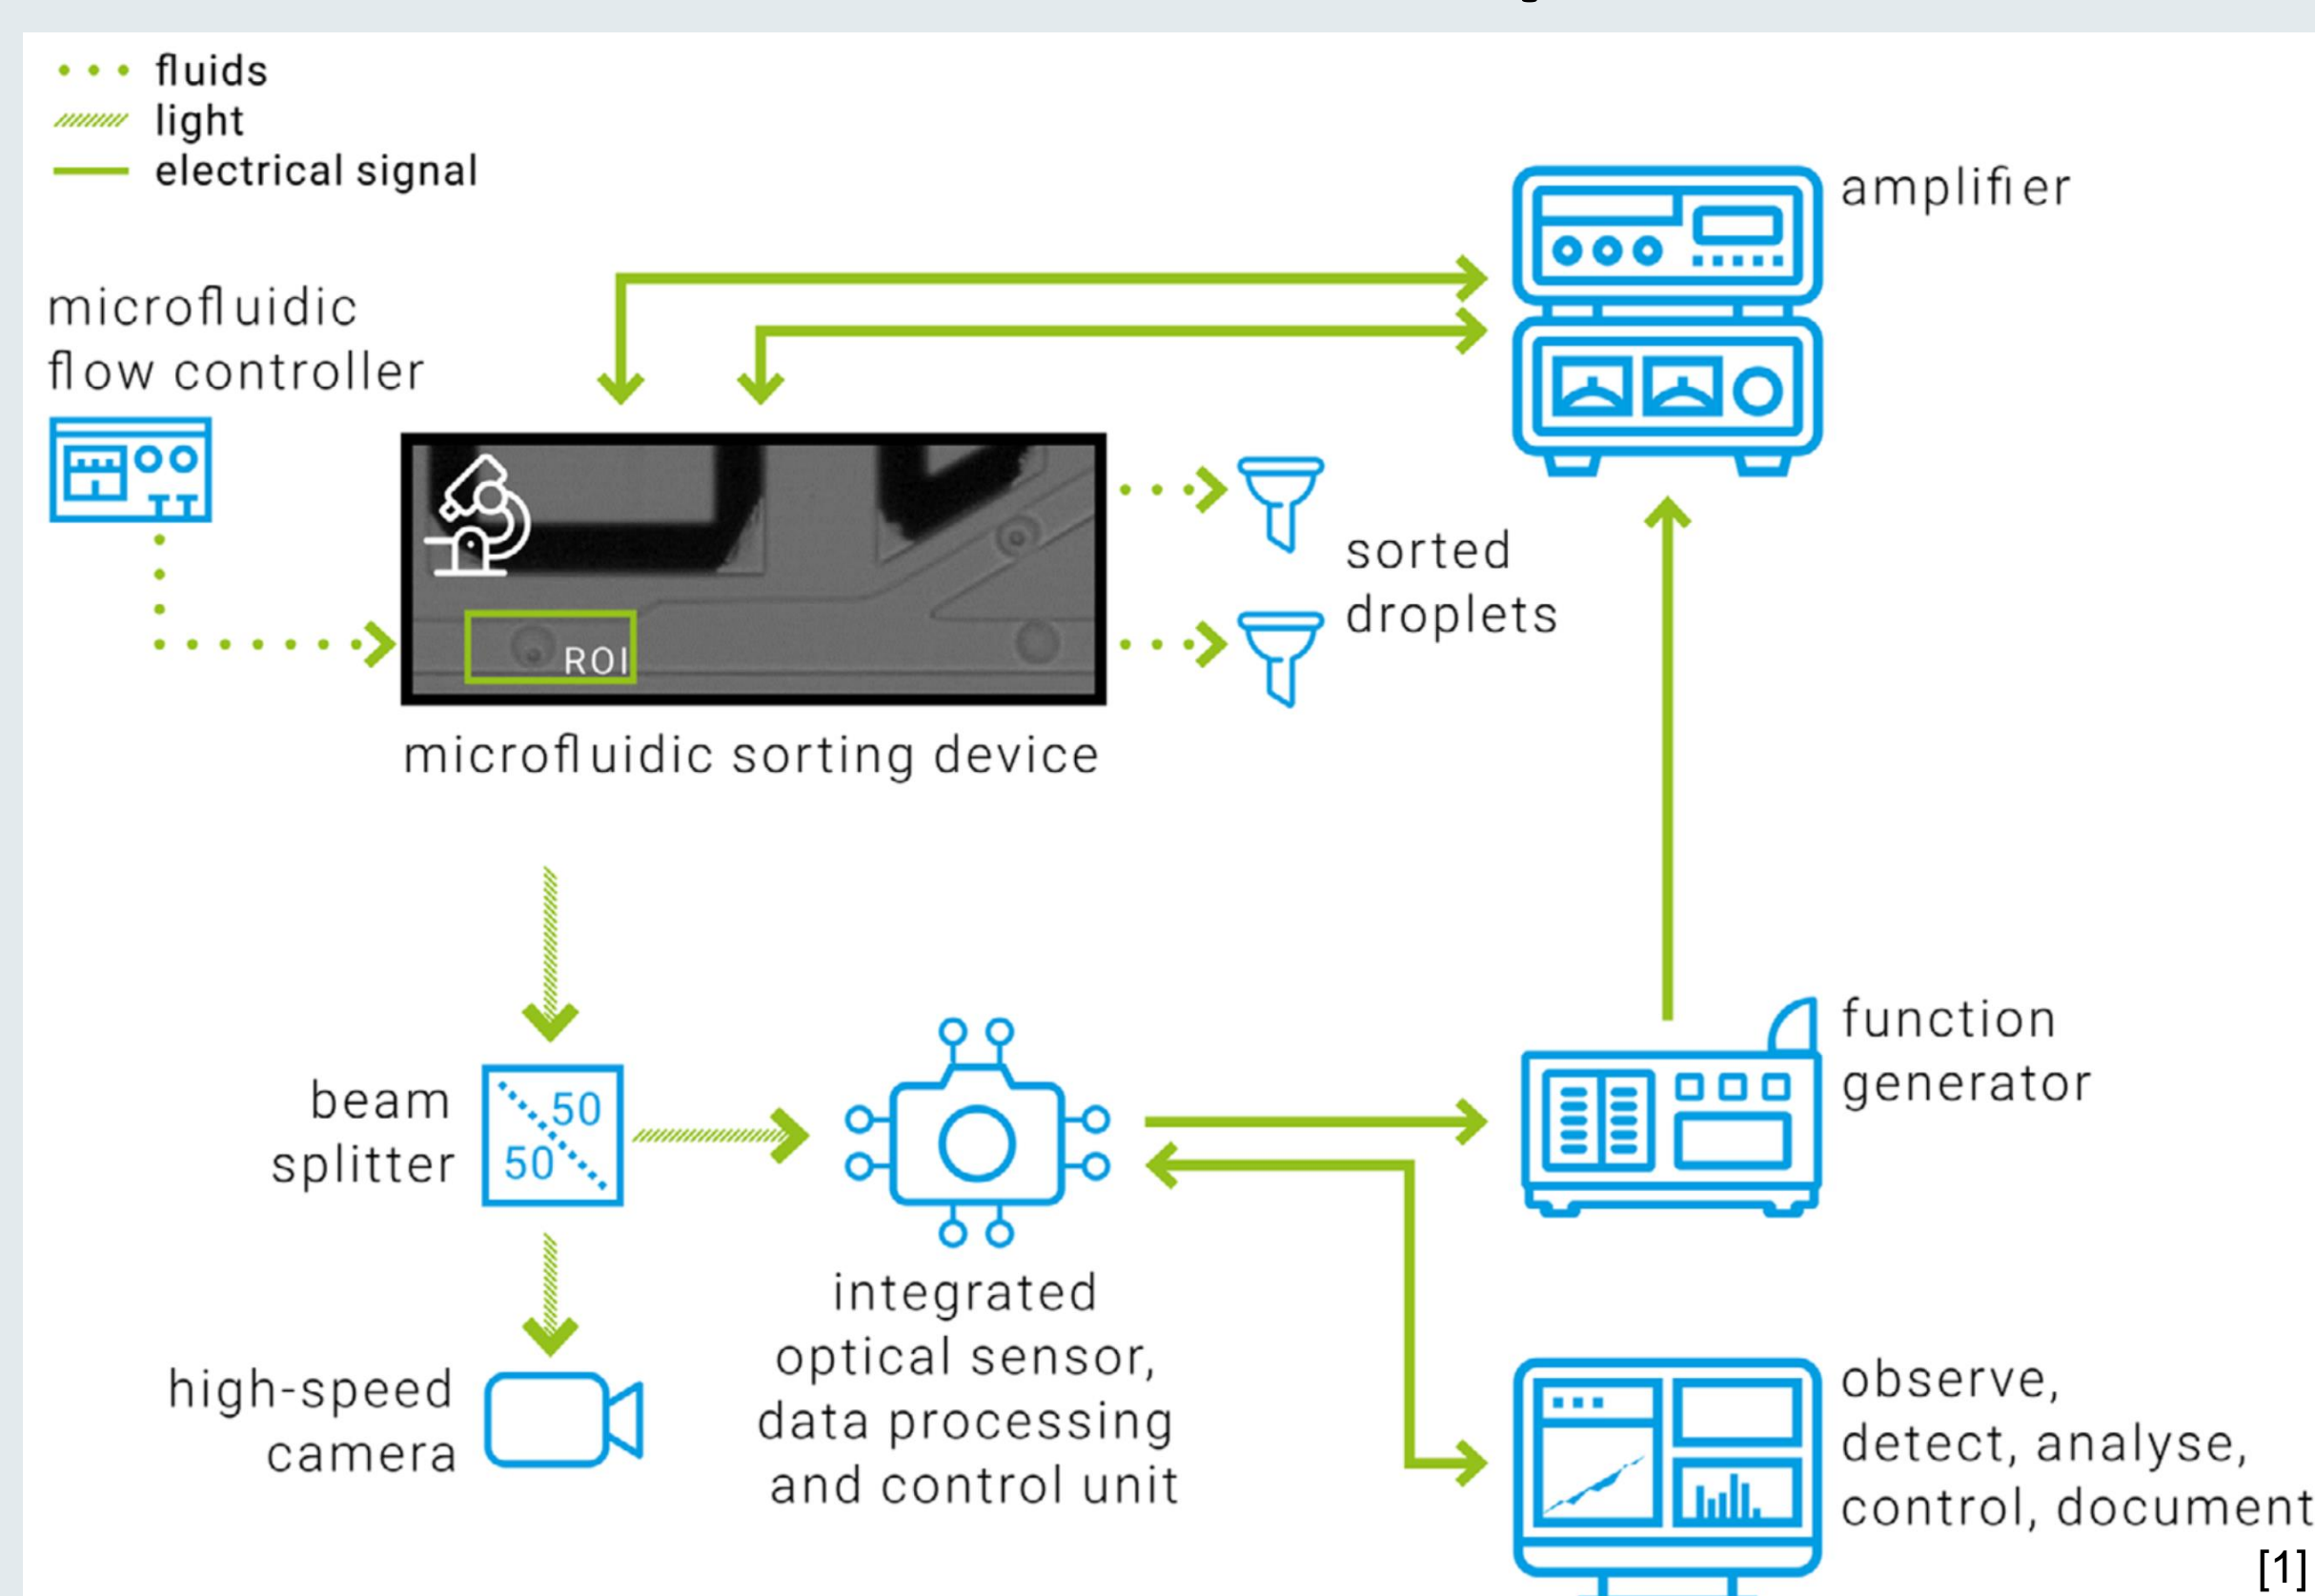 fluids
light
electrical signal
amplifier
microfluidic
flow controller
sorted
droplets
ROI
microfluidic sorting device
function
generator
beam
splitter
50
50
integrated
optical sensor,
data processing
and control unit
high-speed
camera
observe,
detect, analyse,
control, document
[1]